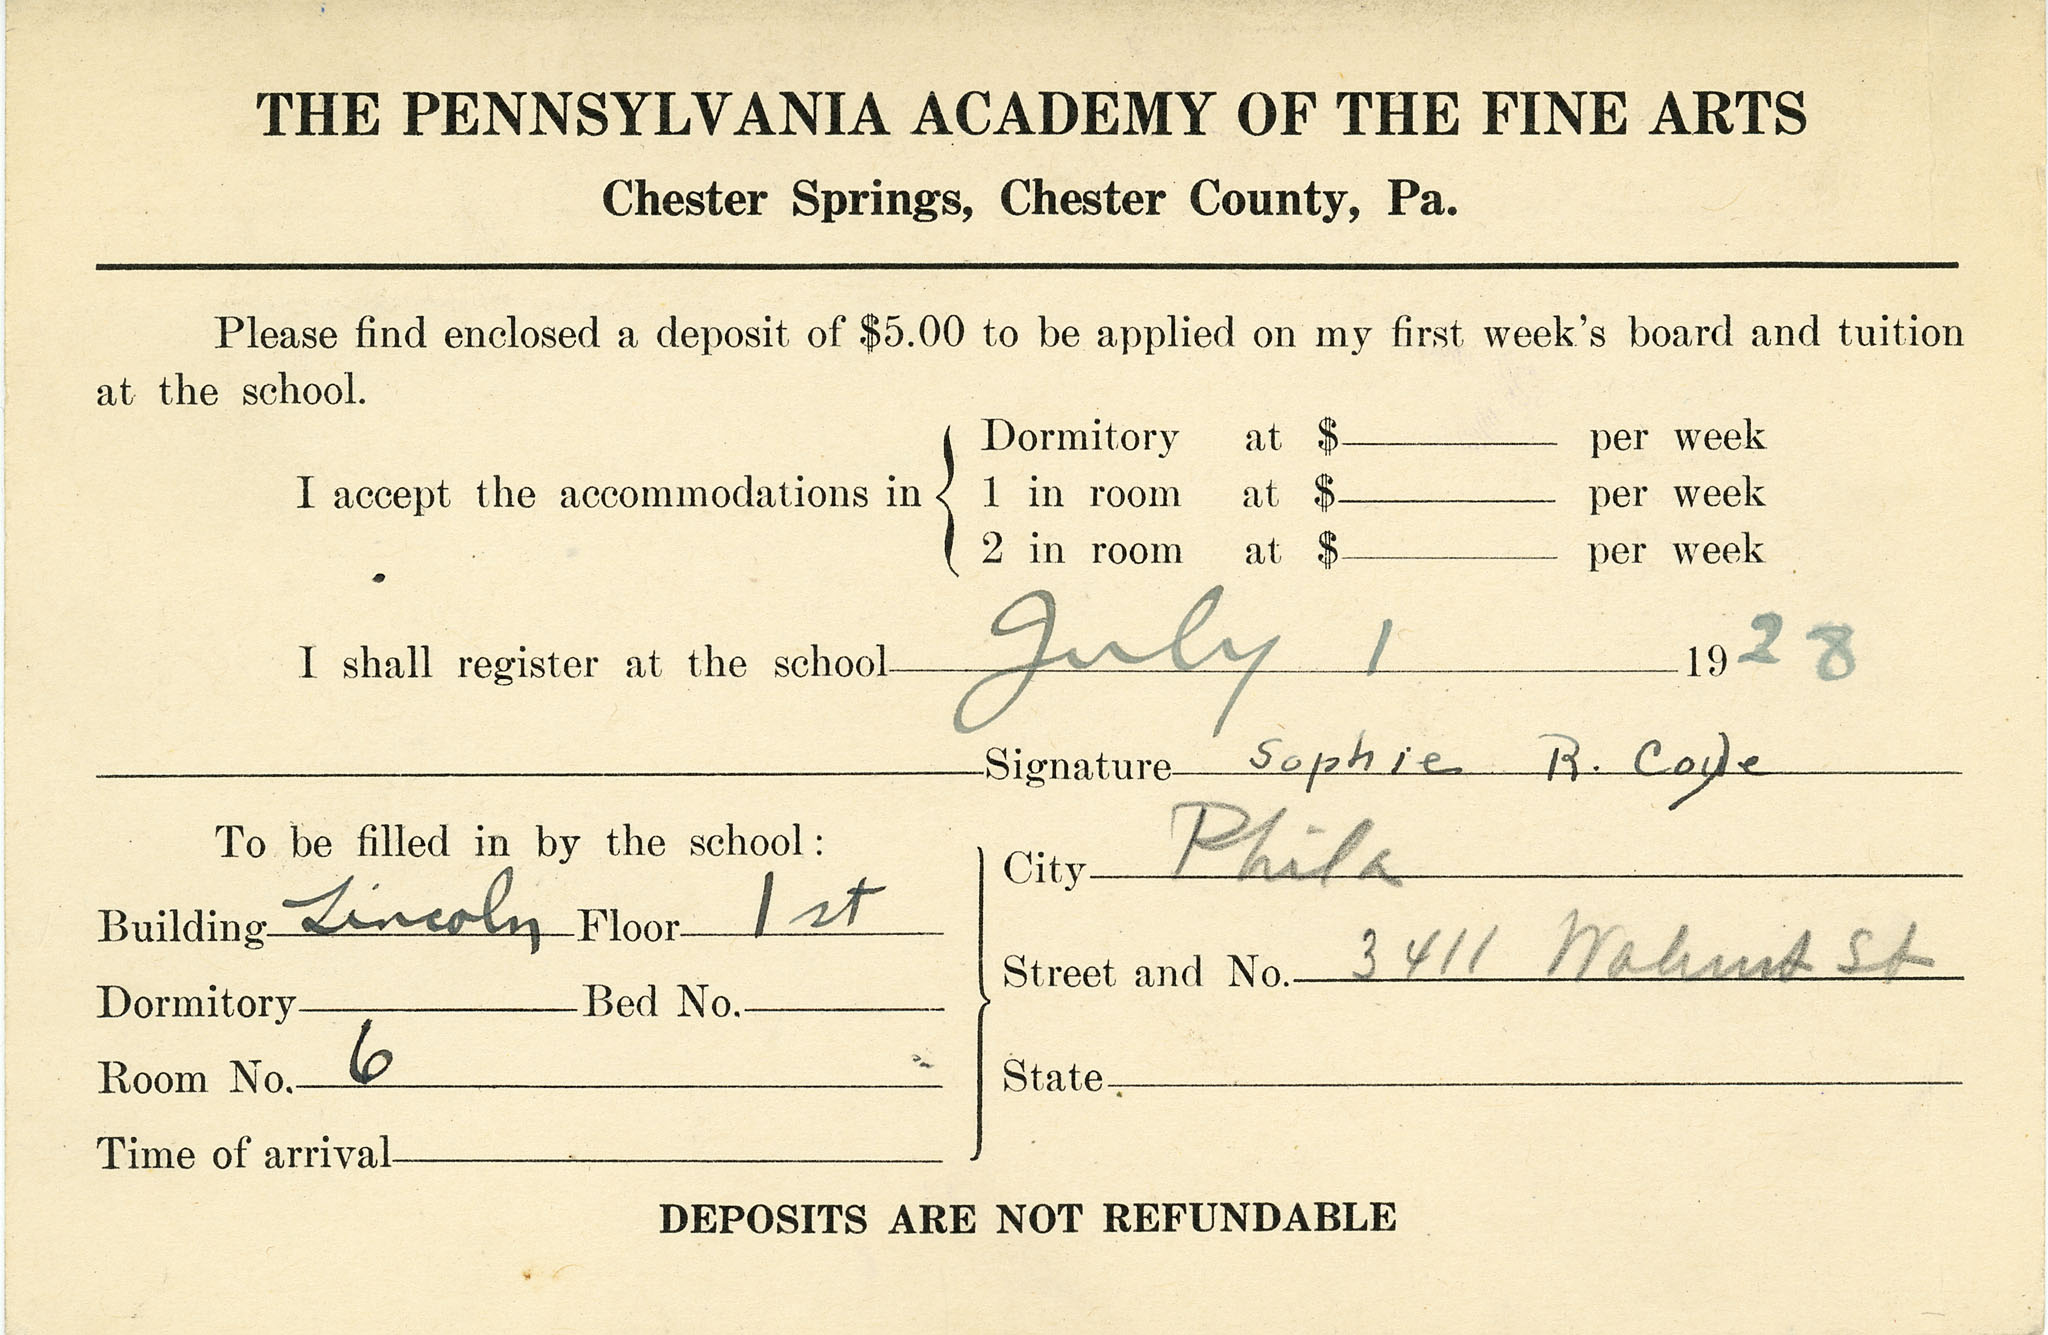 THE PENNSYLVANIA ACADEMY OF THE FINE ARTS
Chester Springs, Chester County, Pa.
Please find enclosed a deposit of $5.00 to be applied on my first week's board and tuition
at the school.
Dormitory at $ per week
I accept the accommodations in 1 in room at $ per week
2 in room at $ per week
I shall register at the school July 1 1928
Signature Sophie R. Coyle
To be filled in by the school:
Building Lincoln Floor 1st
Dormitory Bed No.
Room No. 6
Time of arrival
City Phila
Street and No. 3411 Walnut St
State
DEPOSITS ARE NOT REFUNDABLE